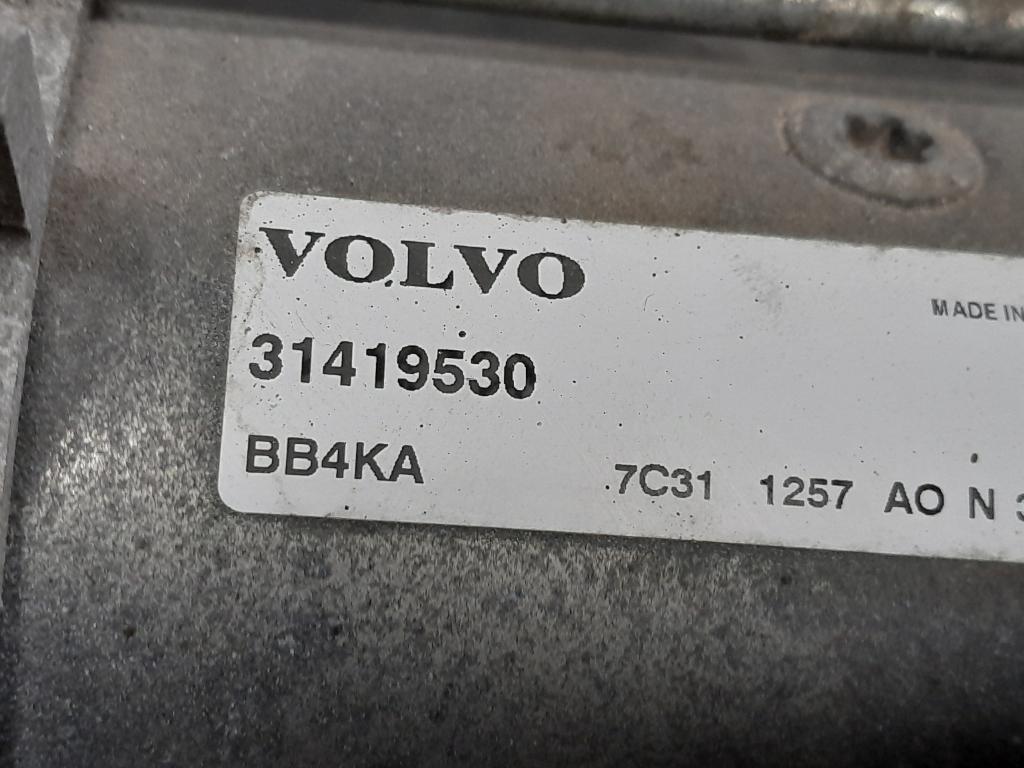 VOLVO
MADE IN
31419530
BB4KA 7C31 1257 AO N